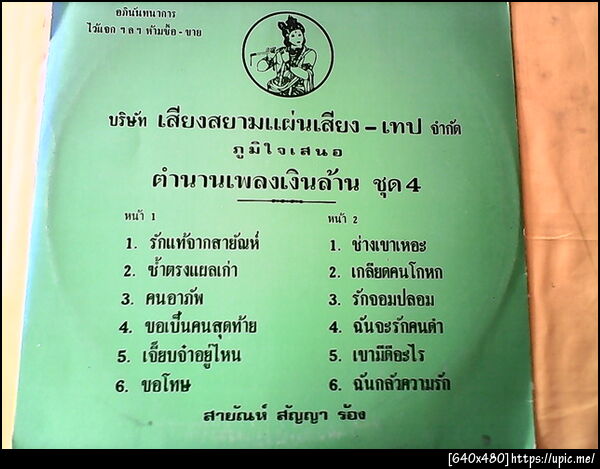 อภินันทนาการ
ไว้แจก ฯลฯ ห้ามซื้อ - ขาย
บริษัท เสียงสยามแผ่นเสียง - เทป จำกัด
ภูมิใจเสนอ
ตำนานเพลงเงินล้าน ชุด 4
หน้า 1
1. รักแท้จากสายัณห์
2. ช้ำตรงแผลเก่า
3. คนอาภัพ
4. ขอเป็นคนสุดท้าย
5. เจี๊ยบจ๋าอยู่ไหน
6. ขอโทษ
หน้า 2
1. ช่างเขาเหอะ
2. เกลียดคนโกหก
3. รักจอมปลอม
4. ฉันจะรักคนดำ
5. เขามีดีอะไร
6. ฉันกลัวความรัก
สายัณห์ สัญญา ร้อง
[640x480]https://upic.me/